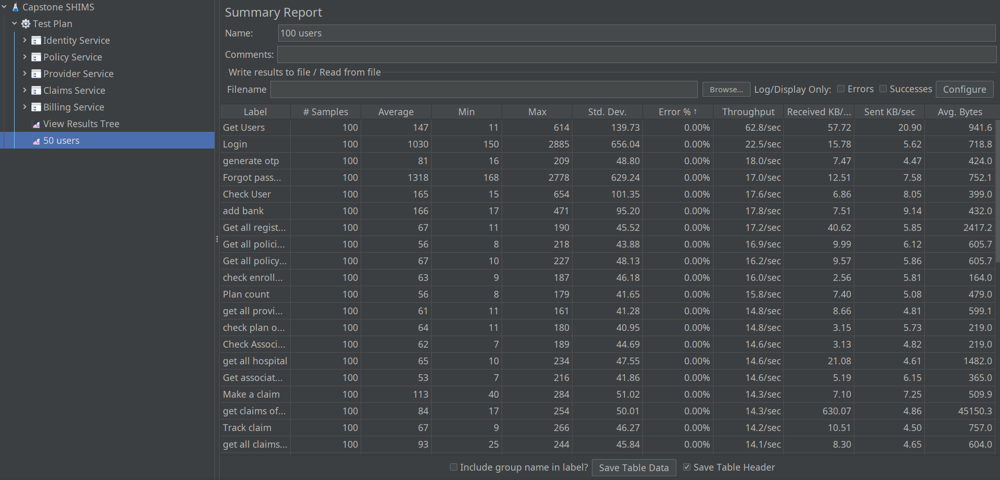 Capstone SHIMS
Test Plan
Identity Service
Policy Service
Provider Service
Claims Service
Billing Service
View Results Tree
50 users
Summary Report
Name: 100 users
Comments:
Write results to file / Read from file
Filename Browse... Log/Display Only: Errors Successes Configure
Label # Samples Average Min Max Std. Dev. Error % ↑ Throughput Received KB/... Sent KB/sec Avg. Bytes
Get Users 100 147 11 614 139.73 0.00% 62.8/sec 57.72 20.90 941.6
Login 100 1030 150 2885 656.04 0.00% 22.5/sec 15.78 5.62 718.8
generate otp 100 81 16 209 48.80 0.00% 18.0/sec 7.47 4.47 424.0
Forgot pass... 100 1318 168 2778 629.24 0.00% 17.0/sec 12.51 7.58 752.1
Check User 100 165 15 654 101.35 0.00% 17.6/sec 6.86 8.05 399.0
add bank 100 166 17 471 95.20 0.00% 17.8/sec 7.51 9.14 432.0
Get all regist... 100 67 11 190 45.52 0.00% 17.2/sec 40.62 5.85 2417.2
Get all polici... 100 56 8 218 43.88 0.00% 16.9/sec 9.99 6.12 605.7
Get all policy... 100 67 10 227 48.13 0.00% 16.2/sec 9.57 5.86 605.7
check enroll... 100 63 9 187 46.18 0.00% 16.0/sec 2.56 5.81 164.0
Plan count 100 56 8 179 41.65 0.00% 15.8/sec 7.40 5.08 479.0
get all provi... 100 61 11 161 41.28 0.00% 14.8/sec 8.66 4.81 599.1
check plan o... 100 64 11 180 40.95 0.00% 14.8/sec 3.15 5.73 219.0
Check Associ... 100 62 7 189 44.69 0.00% 14.6/sec 3.13 4.82 219.0
get all hospital 100 65 10 234 47.55 0.00% 14.6/sec 21.08 4.61 1482.0
Get associat... 100 53 7 216 41.86 0.00% 14.6/sec 5.19 6.15 365.0
Make a claim 100 113 40 284 51.02 0.00% 14.3/sec 7.10 7.25 509.9
get claims of... 100 84 17 254 50.01 0.00% 14.3/sec 630.07 4.86 45150.3
Track claim 100 67 9 266 46.27 0.00% 14.2/sec 10.51 4.50 757.0
get all claims... 100 93 25 244 45.84 0.00% 14.1/sec 8.30 4.65 604.0
Include group name in label? Save Table Data Save Table Header